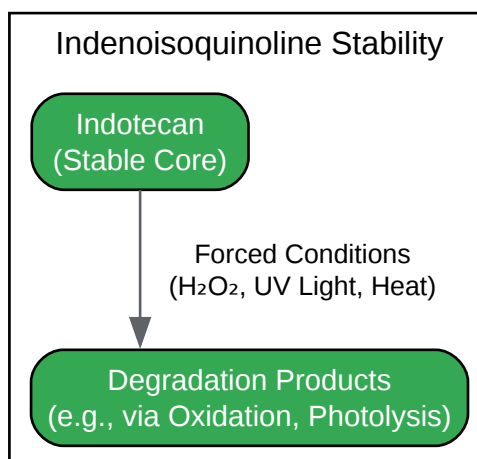 Indenoisoquinoline Stability
Indotecan
(Stable Core)
Forced Conditions
(H₂O₂, UV Light, Heat)
Degradation Products
(e.g., via Oxidation, Photolysis)